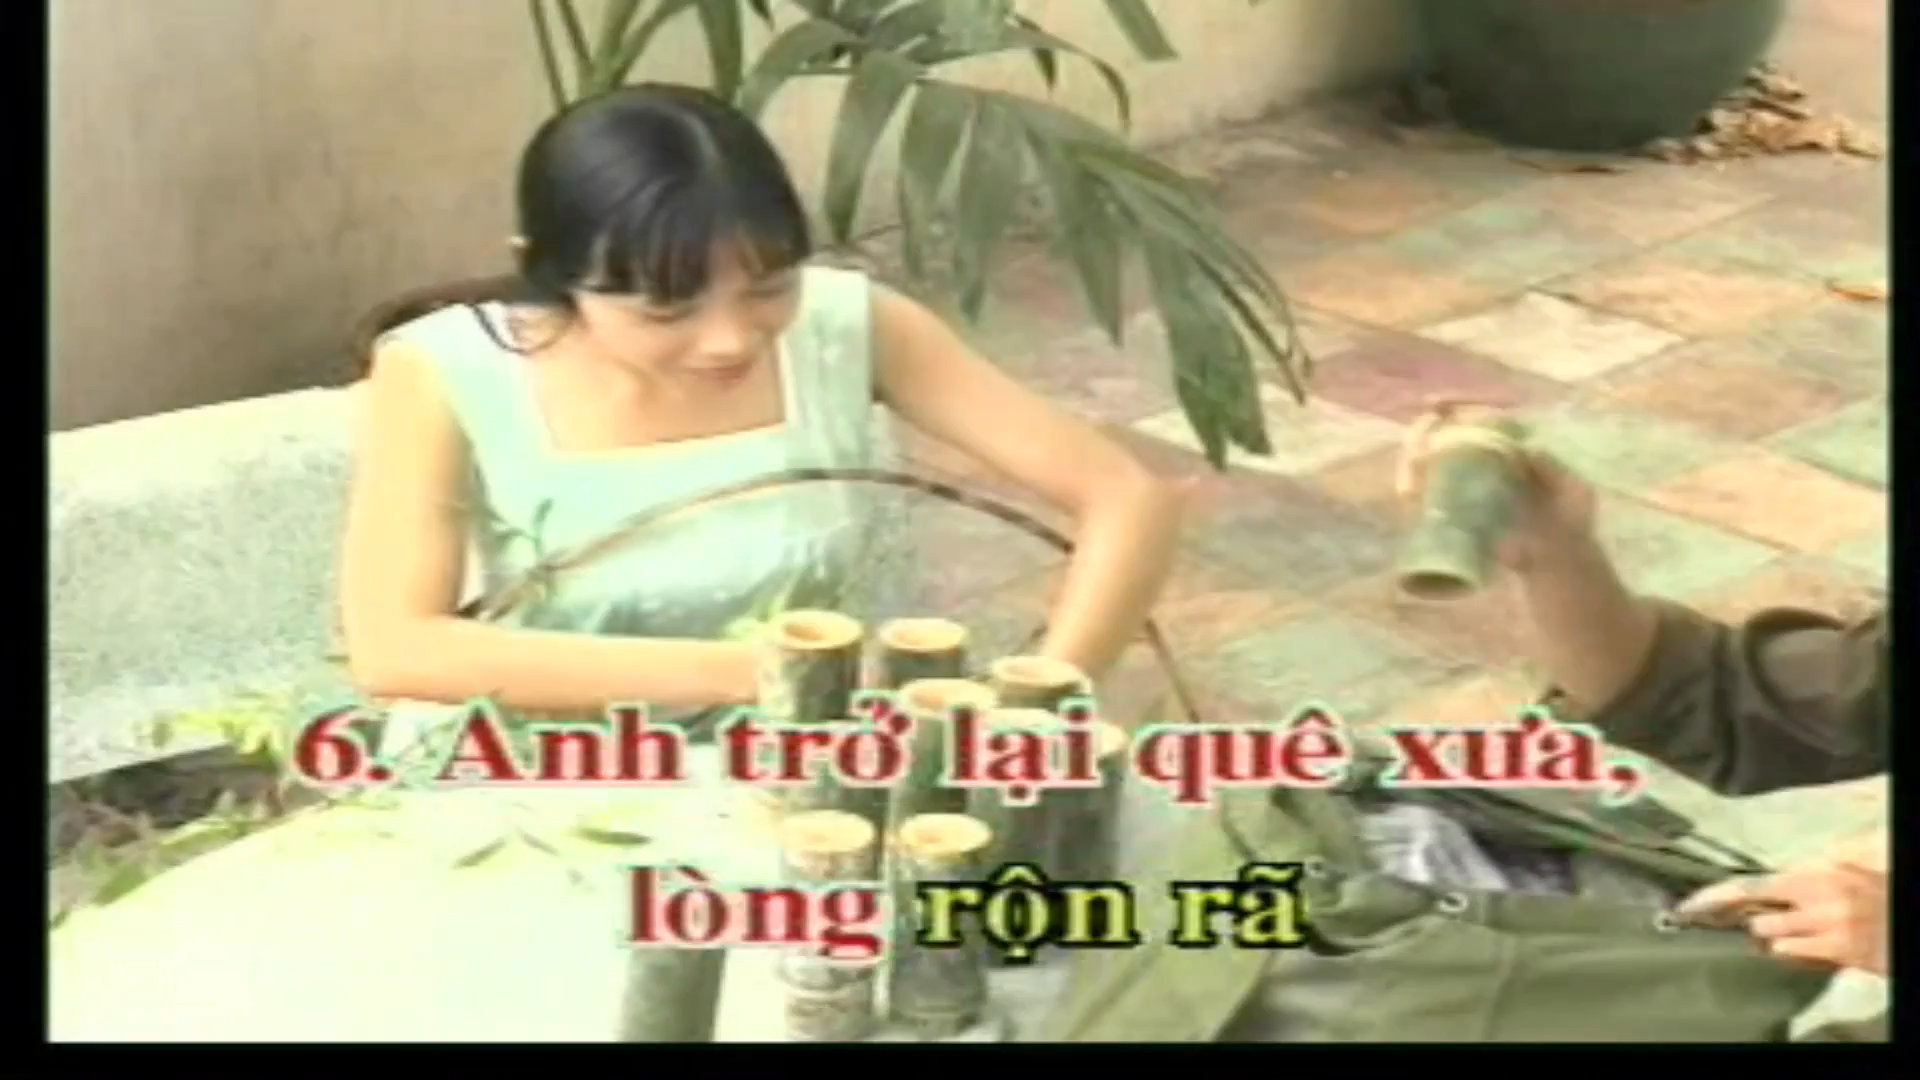 6. Anh trở lại quê xưa,
lòng rộn rã